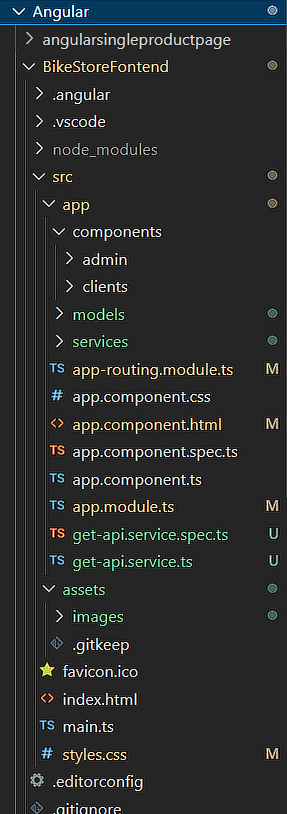 Angular
angularsingleproductpage
BikeStoreFontend
.angular
.vscode
node_modules
src
app
components
admin
clients
models
services
TS app-routing.module.ts M
# app.component.css
<> app.component.html M
TS app.component.spec.ts
TS app.component.ts
TS app.module.ts M
TS get-api.service.spec.ts U
TS get-api.service.ts U
assets
images
.gitkeep
favicon.ico
<> index.html
TS main.ts
# styles.css M
.editorconfig
.gitignore